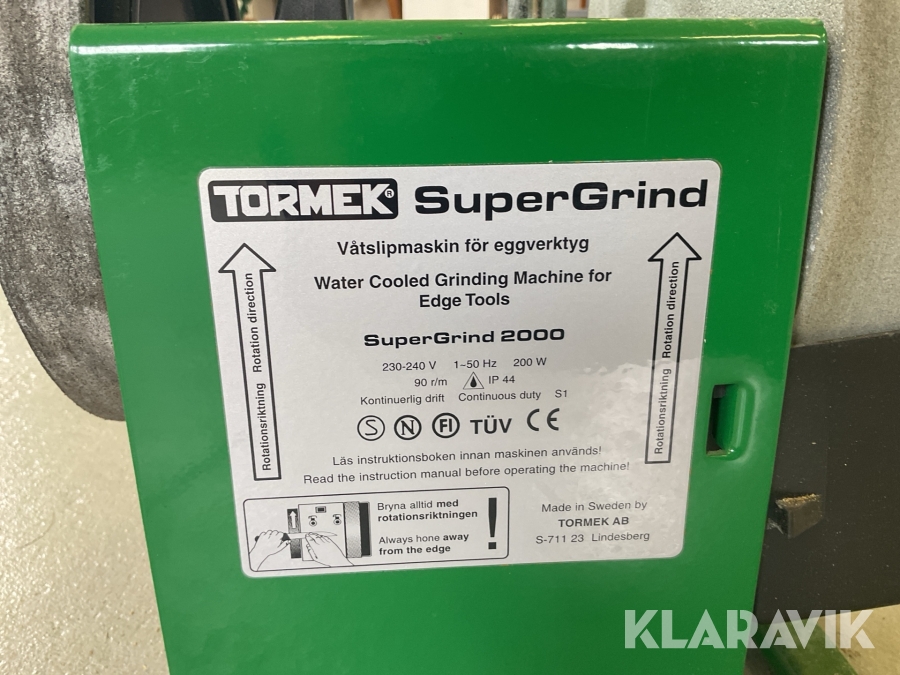 TORMEK® SuperGrind
Våtslipmaskin för eggverktyg
Water Cooled Grinding Machine for
Edge Tools
SuperGrind 2000
230-240 V 1~50 Hz 200 W
90 r/m IP 44
Kontinuerlig drift Continuous duty S1
S N FI TÜV CE
Läs instruktionsboken innan maskinen används!
Read the instruction manual before operating the machine!
Rotationsriktning Rotation direction
Rotationsriktning Rotation direction
Bryna alltid med
rotationsriktningen
Always hone away
from the edge
!
Made in Sweden by
TORMEK AB
S-711 23 Lindesberg
KLARAVIK